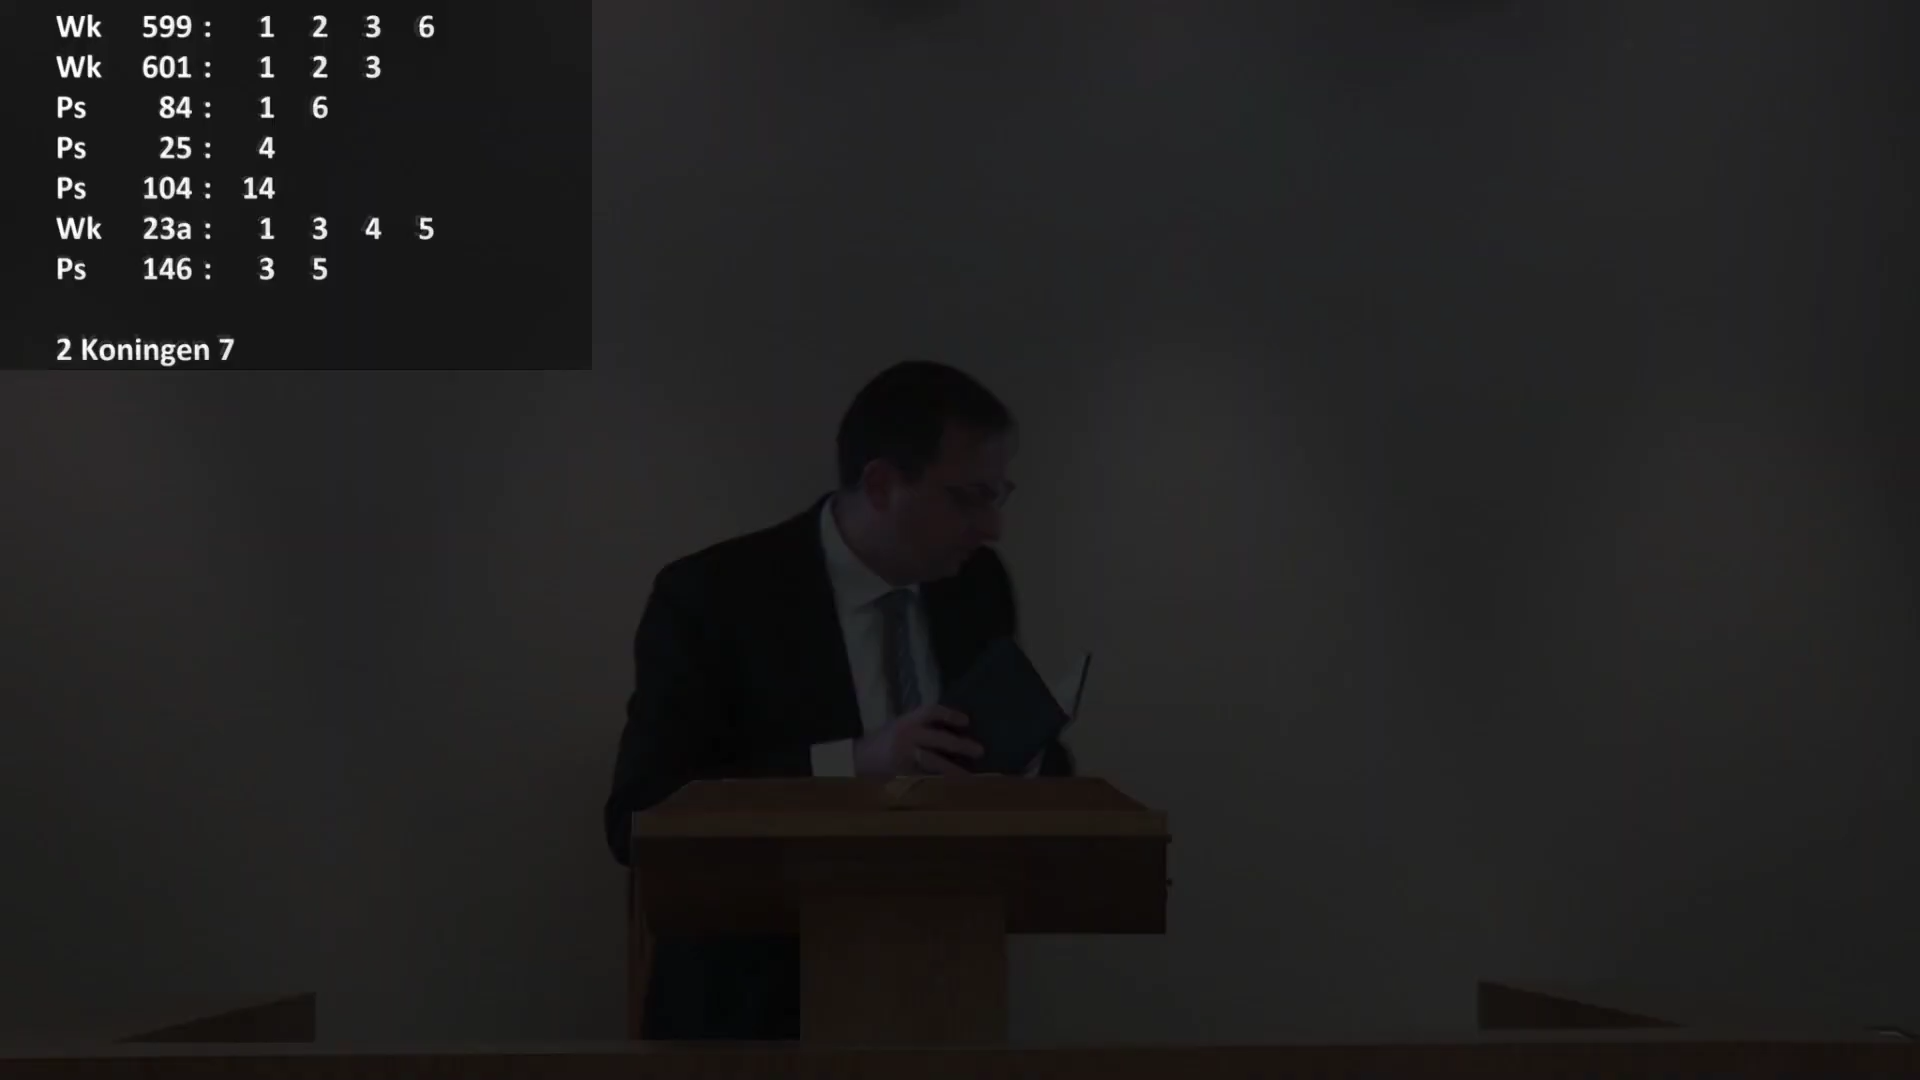 Wk 599 : 1 2 3 6
Wk 601 : 1 2 3
Ps 84 : 1 6
Ps 25 : 4
Ps 104 : 14
Wk 23a : 1 3 4 5
Ps 146 : 3 5
2 Koningen 7